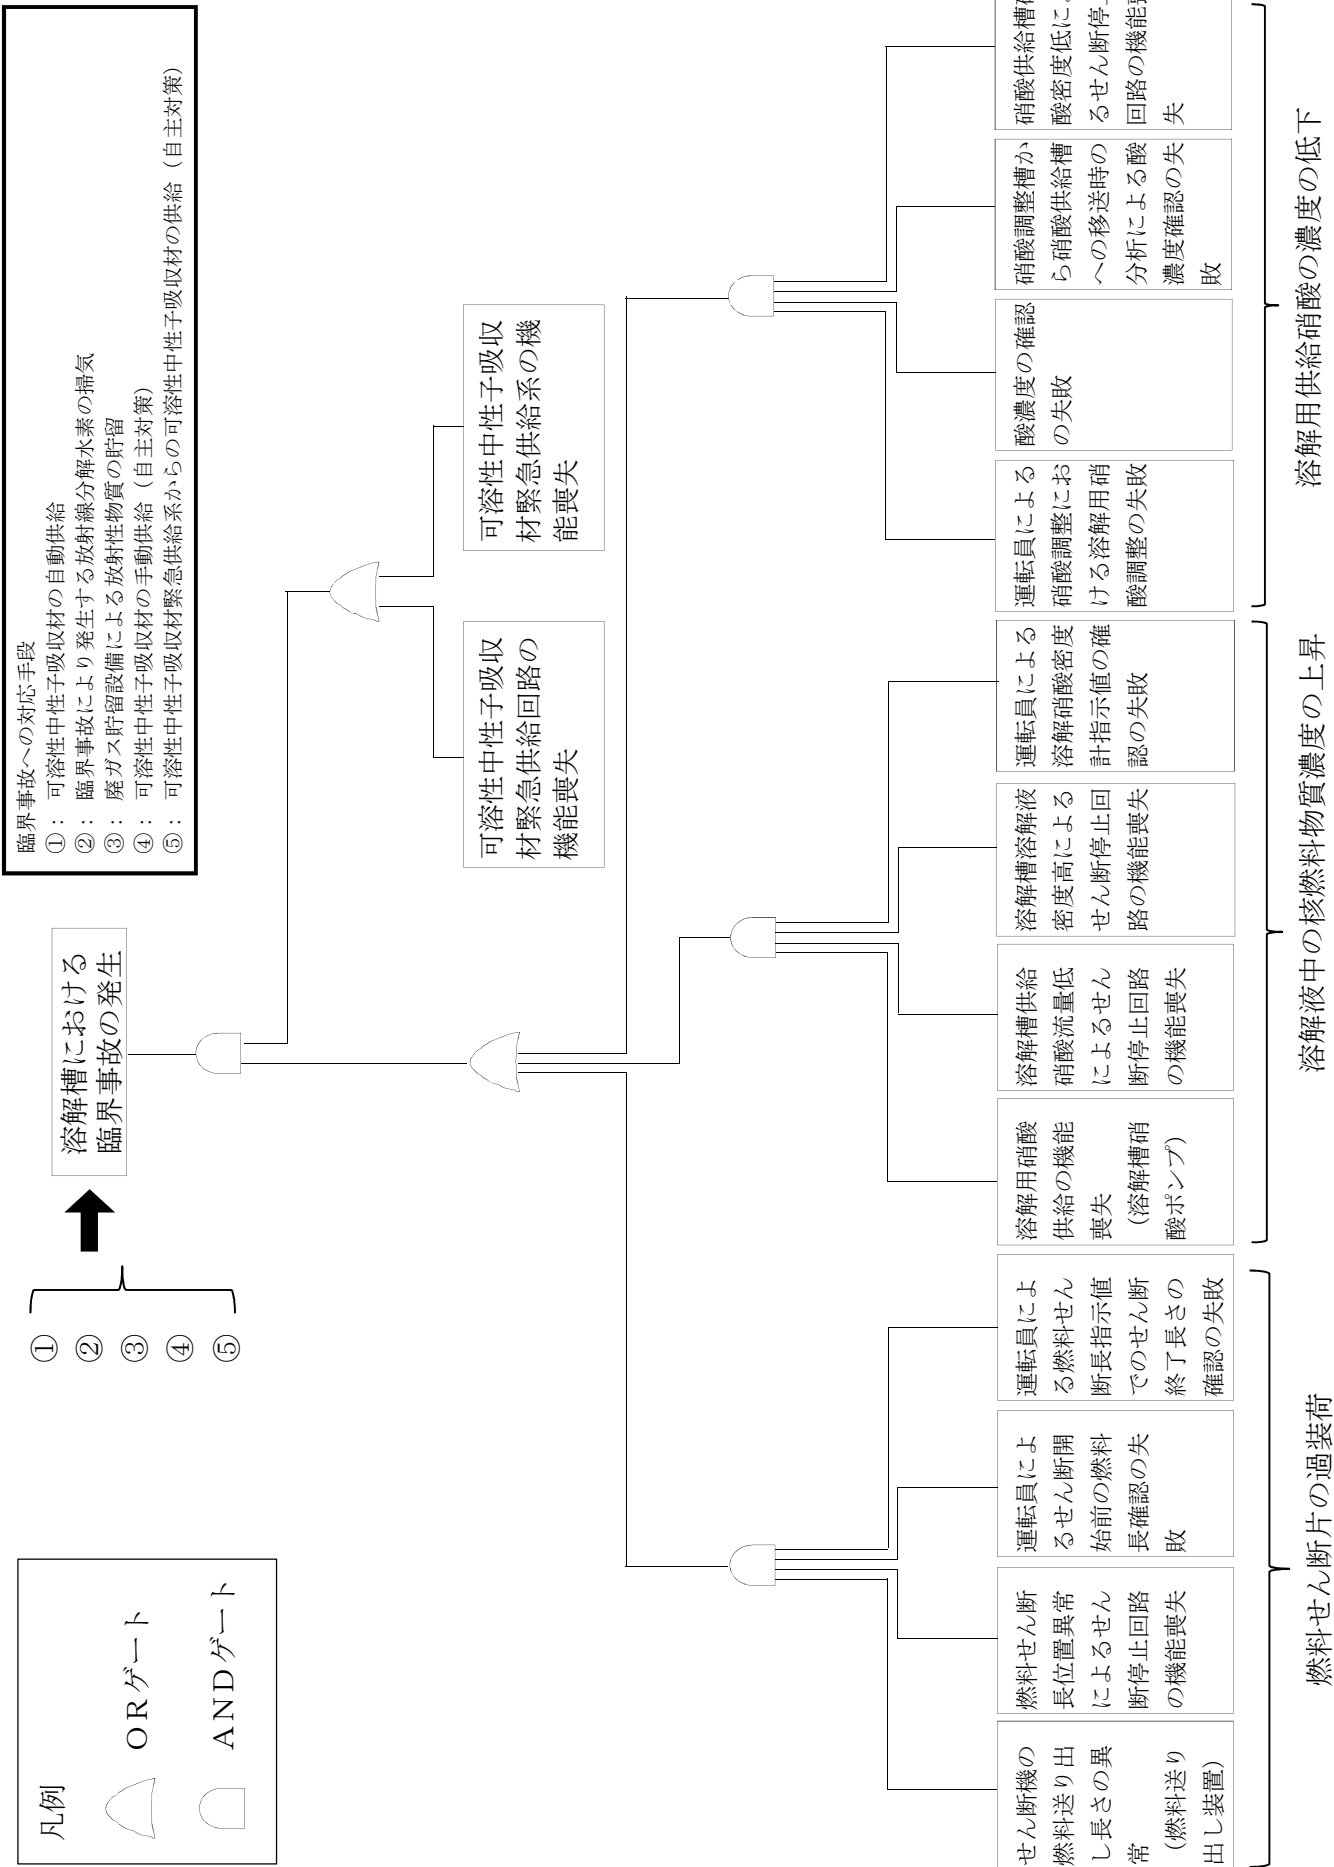 凡例
ORゲート
ANDゲート
臨界事故への対応手段
①：可溶性中性子吸収材の自動供給
②：臨界事故により発生する放射線分解水素の掃気
③：廃ガス貯留設備による放射性物質の貯留
④：可溶性中性子吸収材の手動供給（自主対策）
⑤：可溶性中性子吸収材緊急供給系からの可溶性中性子吸収材の供給（自主対策）
①
②
③
④
⑤
溶解槽における
臨界事故の発生
可溶性中性子吸収
材緊急供給回路の
機能喪失
可溶性中性子吸収
材緊急供給系の機
能喪失
せん断機の
燃料送り出
し長さの異
常
（燃料送り
出し装置）
燃料せん断
長位置異常
によるせん
断停止回路
の機能喪失
運転員によ
るせん断開
始前の燃料
長確認の失
敗
運転員によ
る燃料せん
断長指示値
でのせん断
終了長さの
確認の失敗
溶解用硝酸
供給の機能
喪失
（溶解槽硝
酸ポンプ）
溶解槽供給
硝酸流量低
によるせん
断停止回路
の機能喪失
溶解槽溶解液
密度高による
せん断停止回
路の機能喪失
運転員による
溶解硝酸密度
計指示値の確
認の失敗
運転員による
硝酸調整にお
ける溶解用硝
酸調整の失敗
酸濃度の確認
の失敗
硝酸調整槽か
ら硝酸供給槽
への移送時の
分析による酸
濃度確認の失
敗
硝酸供給槽
酸密度低に
るせん断停
回路の機能
失
燃料せん断片の過装荷
溶解液中の核燃料物質濃度の上昇
溶解用供給硝酸の濃度の低下